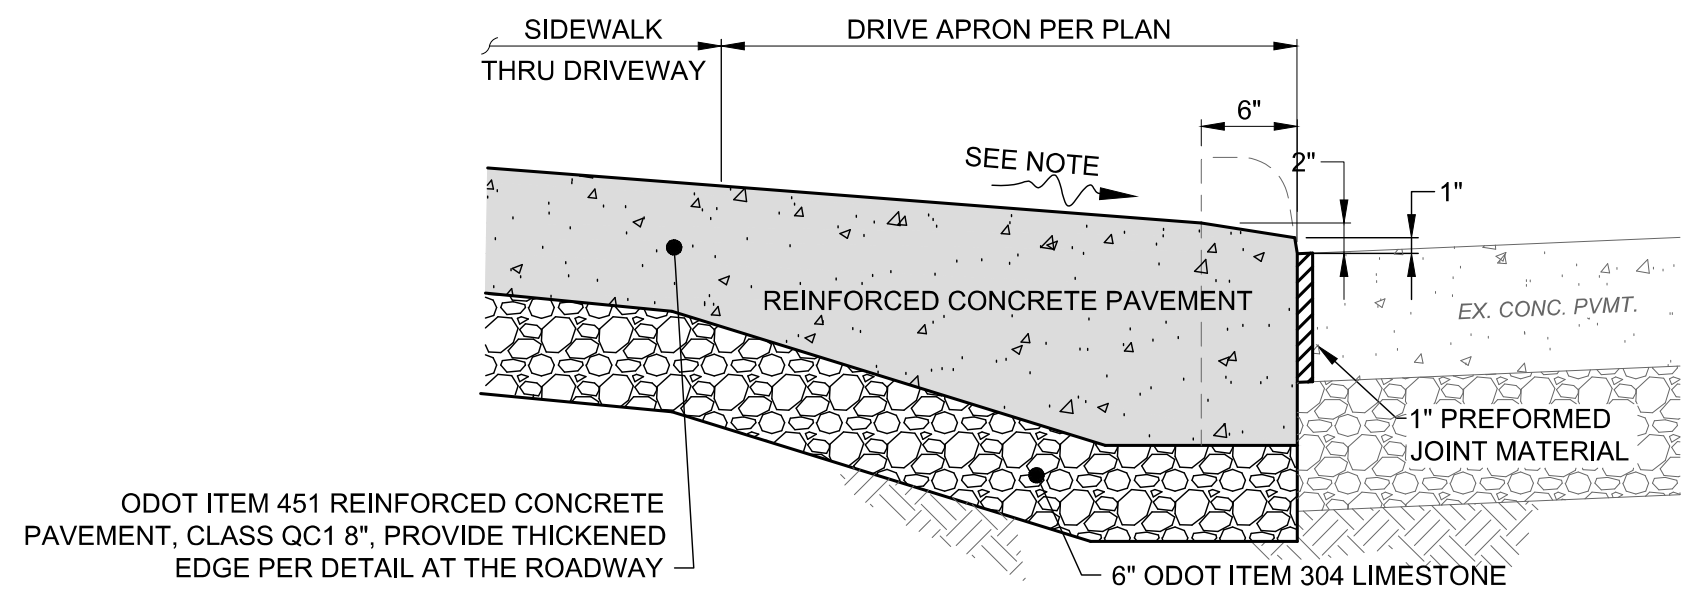 SIDEWALK
THRU DRIVEWAY
DRIVE APRON PER PLAN
6"
2"
1"
SEE NOTE
REINFORCED CONCRETE PAVEMENT
EX. CONC. PVMT.
1" PREFORMED
JOINT MATERIAL
ODOT ITEM 451 REINFORCED CONCRETE
PAVEMENT, CLASS QC1 8", PROVIDE THICKENED
EDGE PER DETAIL AT THE ROADWAY
6" ODOT ITEM 304 LIMESTONE